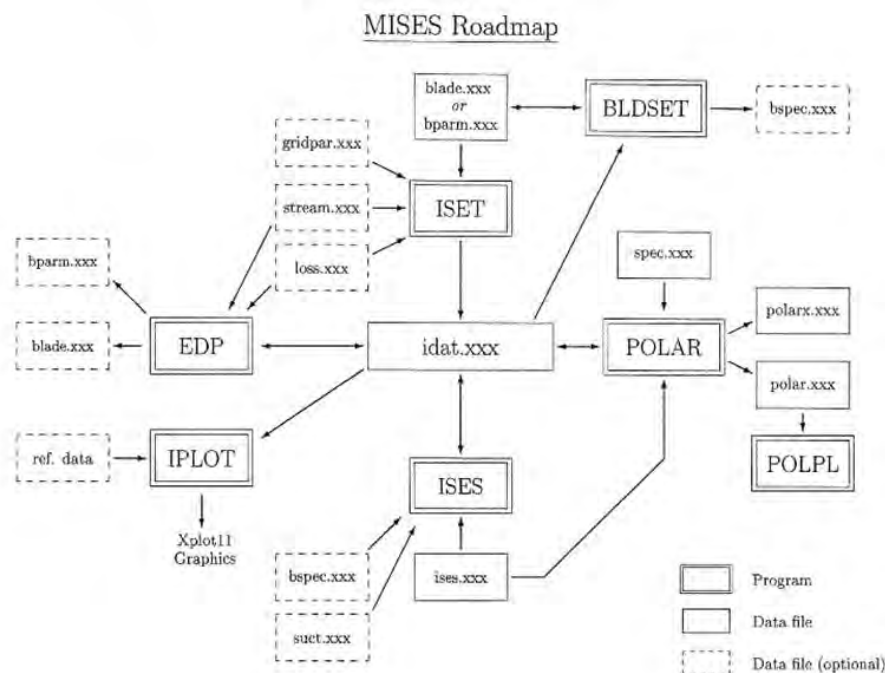 MISES Roadmap
blade.xxx
or
bparm.xxx
BLDSET
bspec.xxx
gridpar.xxx
ISET
stream.xxx
loss.xxx
spec.xxx
bparm.xxx
polarx.xxx
blade.xxx
EDP
idat.xxx
POLAR
polar.xxx
ref. data
IPLOT
ISES
POLPL
Xplot11
Graphics
bspec.xxx
ises.xxx
suct.xxx
Program
Data file
Data file (optional)